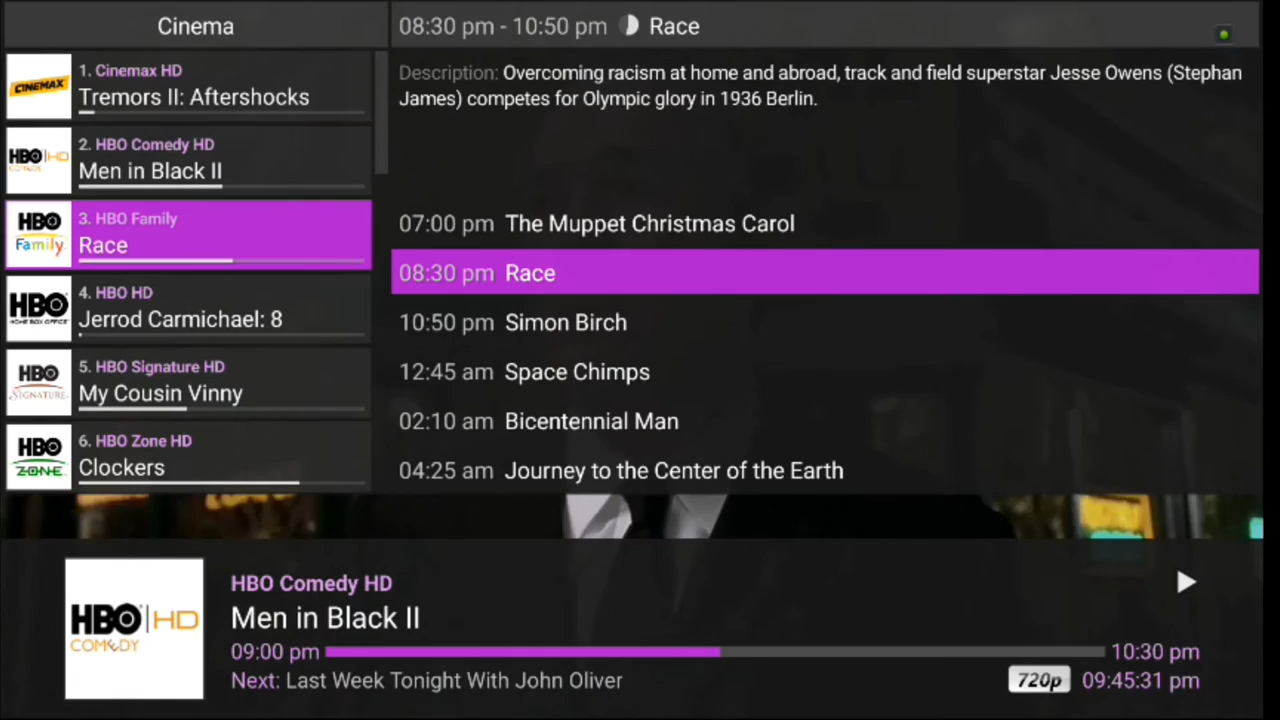 Cinema
CINEMAX
1. Cinemax HD
Tremors II: Aftershocks
HBO HD
COMEDY
2. HBO Comedy HD
Men in Black II
HBO
Family
3. HBO Family
Race
HBO
HOME BOX OFFICE
4. HBO HD
Jerrod Carmichael: 8
HBO
SIGNATURE
5. HBO Signature HD
My Cousin Vinny
HBO
ZONE
6. HBO Zone HD
Clockers
08:30 pm - 10:50 pm Race
Description: Overcoming racism at home and abroad, track and field superstar Jesse Owens (Stephan
James) competes for Olympic glory in 1936 Berlin.
07:00 pm The Muppet Christmas Carol
08:30 pm Race
10:50 pm Simon Birch
12:45 am Space Chimps
02:10 am Bicentennial Man
04:25 am Journey to the Center of the Earth
HBO HD
COMEDY
HBO Comedy HD
Men in Black II
09:00 pm 10:30 pm
Next: Last Week Tonight With John Oliver 720p 09:45:31 pm